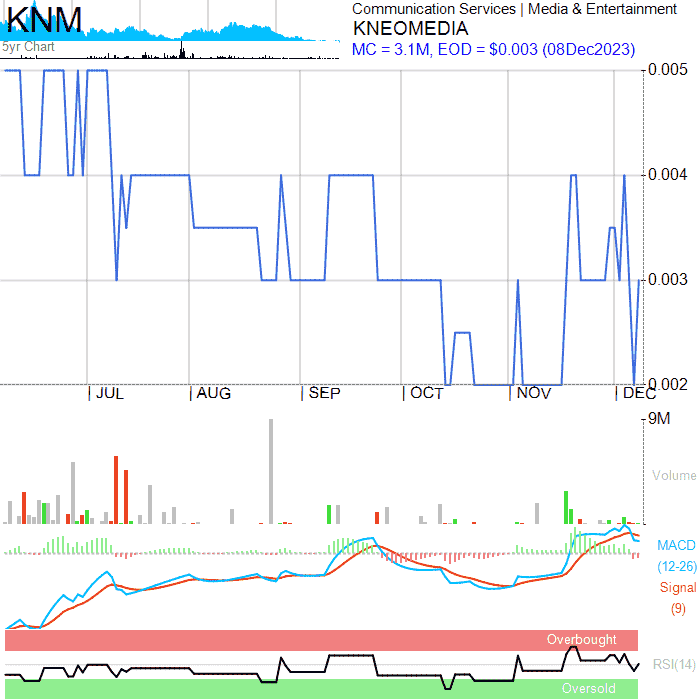 KNM
5yr Chart
Communication Services | Media & Entertainment
KNEOMEDIA
MC = 3.1M, EOD = $0.003 (08Dec2023)
0.005
0.004
0.003
0.002
JUL
AUG
SEP
OCT
NOV
DEC
9M
Volume
MACD
(12-26)
Signal
(9)
Overbought
RSI(14)
Oversold